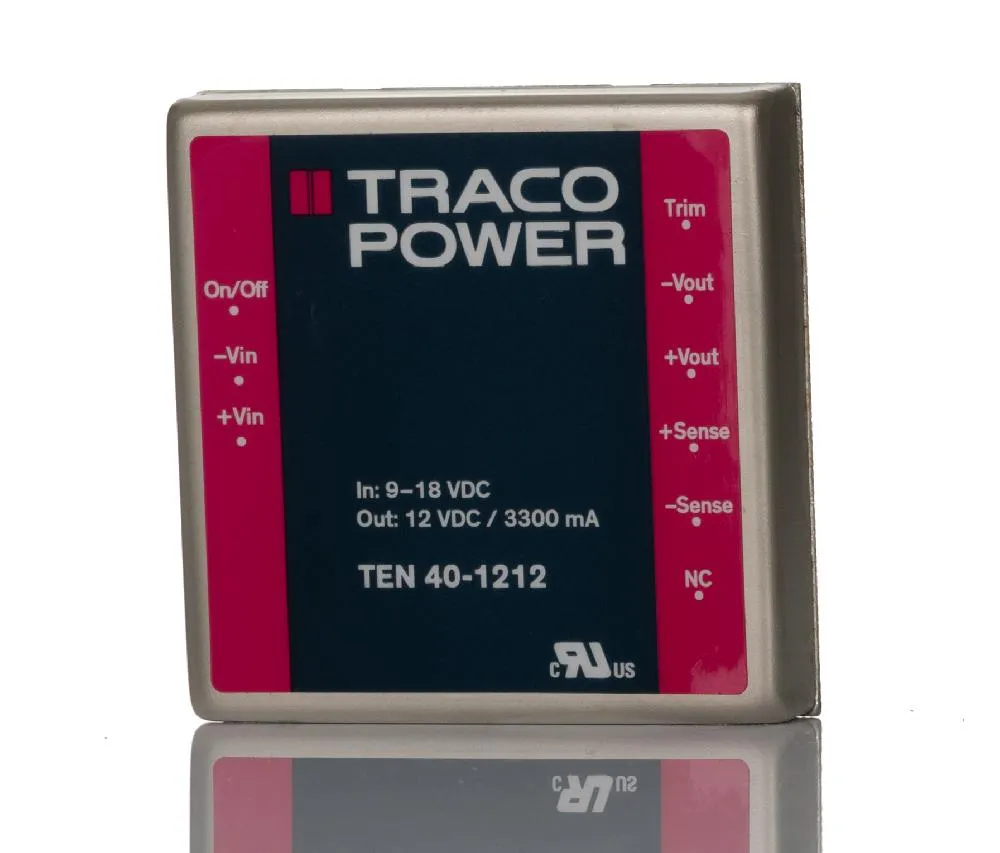 TRACO
POWER
On/Off
–Vin
+Vin
Trim
–Vout
+Vout
+Sense
–Sense
NC
In: 9–18 VDC
Out: 12 VDC / 3300 mA
TEN 40-1212
C RU US